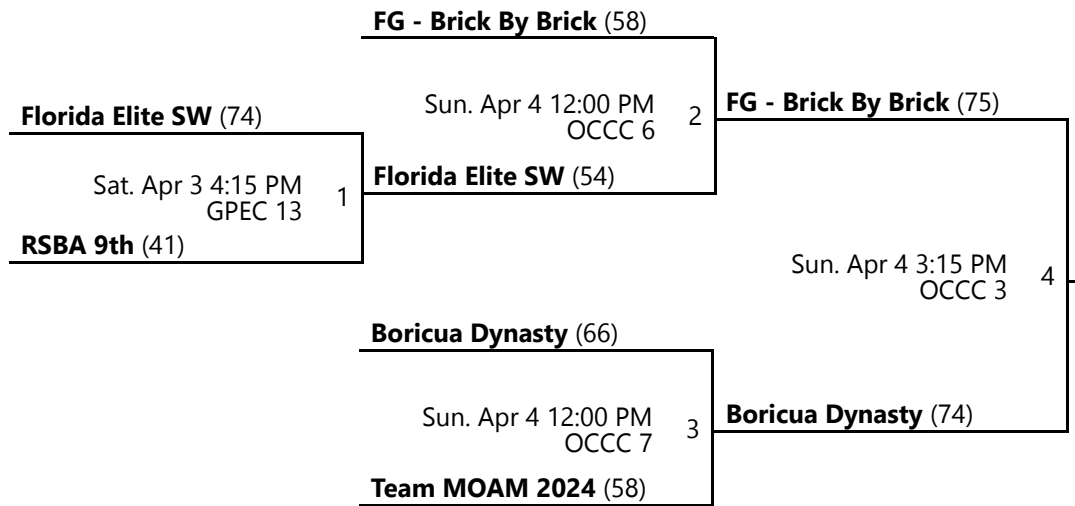 FG - Brick By Brick (58)
Florida Elite SW (74)
Sun. Apr 4 12:00 PM
OCCC 6
2
FG - Brick By Brick (75)
Sat. Apr 3 4:15 PM
GPEC 13
1
Florida Elite SW (54)
RSBA 9th (41)
Sun. Apr 4 3:15 PM
OCCC 3
4
Boricua Dynasty (66)
Sun. Apr 4 12:00 PM
OCCC 7
3
Boricua Dynasty (74)
Team MOAM 2024 (58)